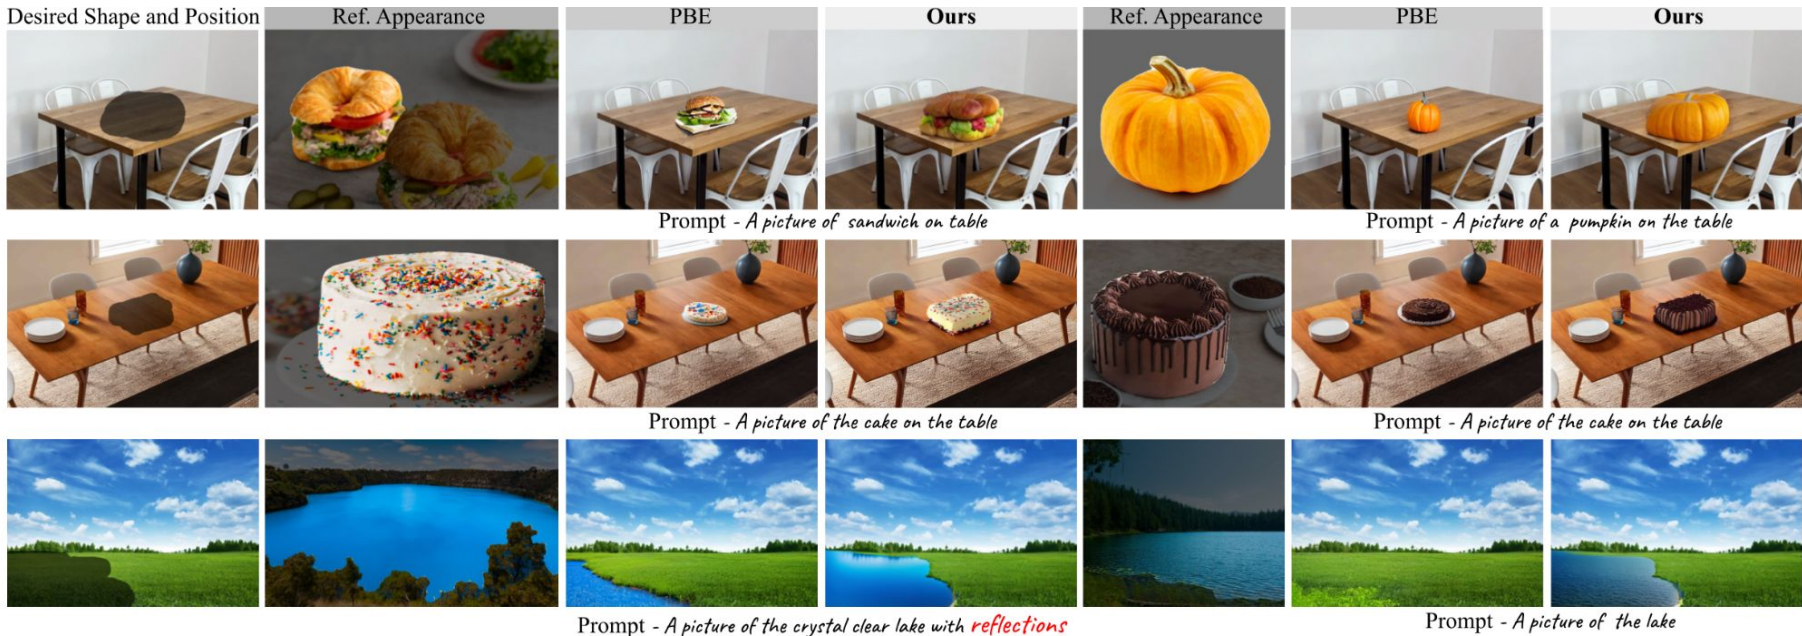 Desired Shape and Position Ref. Appearance PBE Ours Ref. Appearance PBE Ours
Prompt - A picture of sandwich on table Prompt - A picture of a pumpkin on the table
Prompt - A picture of the cake on the table Prompt - A picture of the cake on the table
Prompt - A picture of the crystal clear lake with reflections Prompt - A picture of the lake